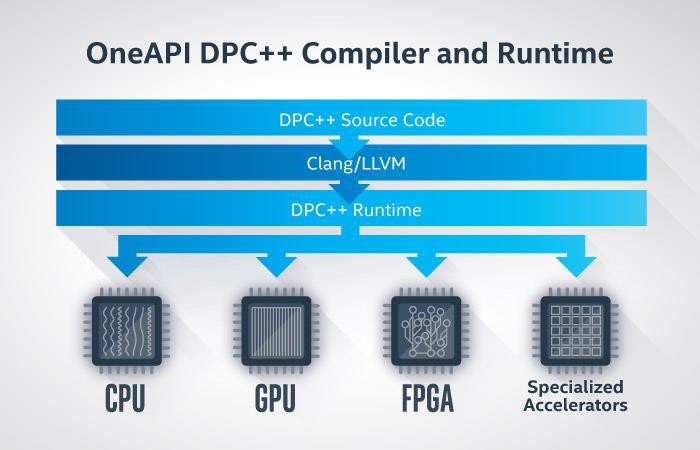 OneAPI DPC++ Compiler and Runtime
DPC++ Source Code
Clang/LLVM
DPC++ Runtime
CPU
GPU
FPGA
Specialized
Accelerators